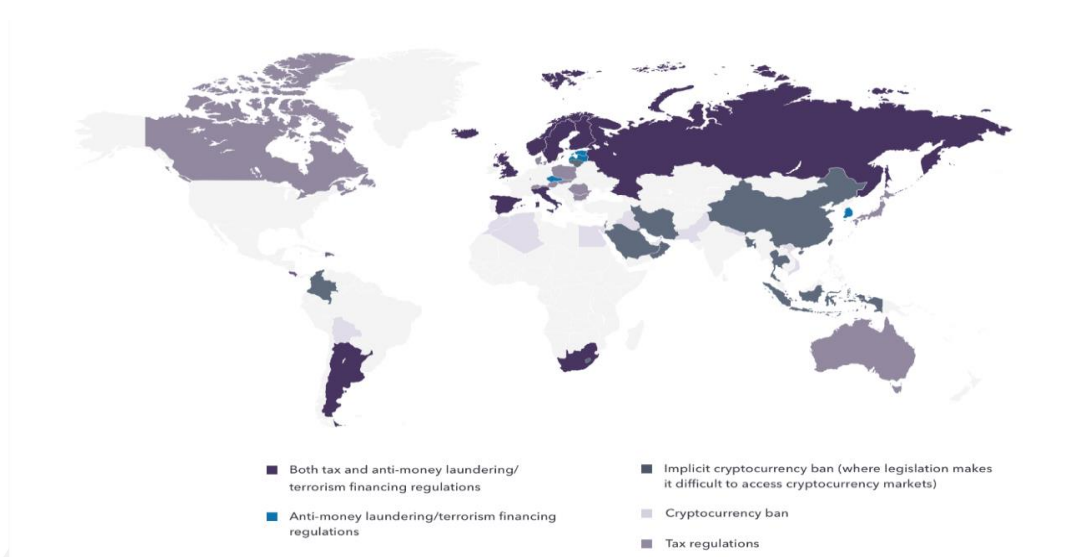 Both tax and anti-money laundering/
terrorism financing regulations
Anti-money laundering/terrorism financing
regulations
Implicit cryptocurrency ban (where legislation makes
it difficult to access cryptocurrency markets)
Cryptocurrency ban
Tax regulations